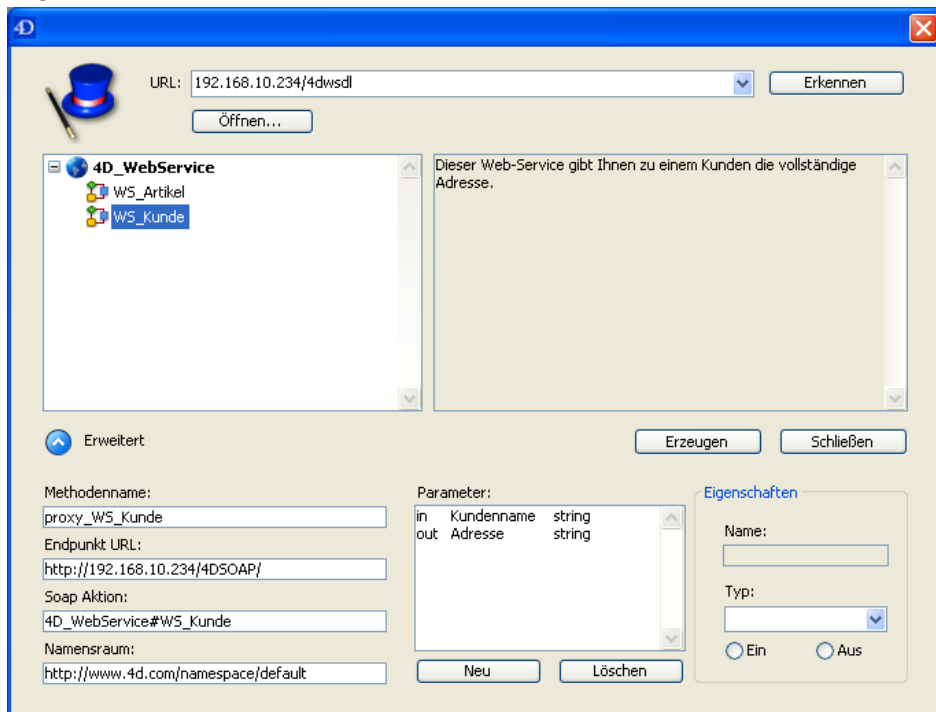 4D
URL: 192.168.10.234/4dwsdl Erkennen
Öffnen...
4D_WebService
WS_Artikel
WS_Kunde
Dieser Web-Service gibt Ihnen zu einem Kunden die vollständige
Adresse.
Erweitert Erzeugen Schließen
Methodenname:
proxy_WS_Kunde
Endpunkt URL:
http://192.168.10.234/4DSOAP/
Soap Aktion:
4D_WebService#WS_Kunde
Namensraum:
http://www.4d.com/namespace/default
Parameter:
in Kundenname string
out Adresse string
Neu Löschen
Eigenschaften
Name:
Typ:
Ein Aus